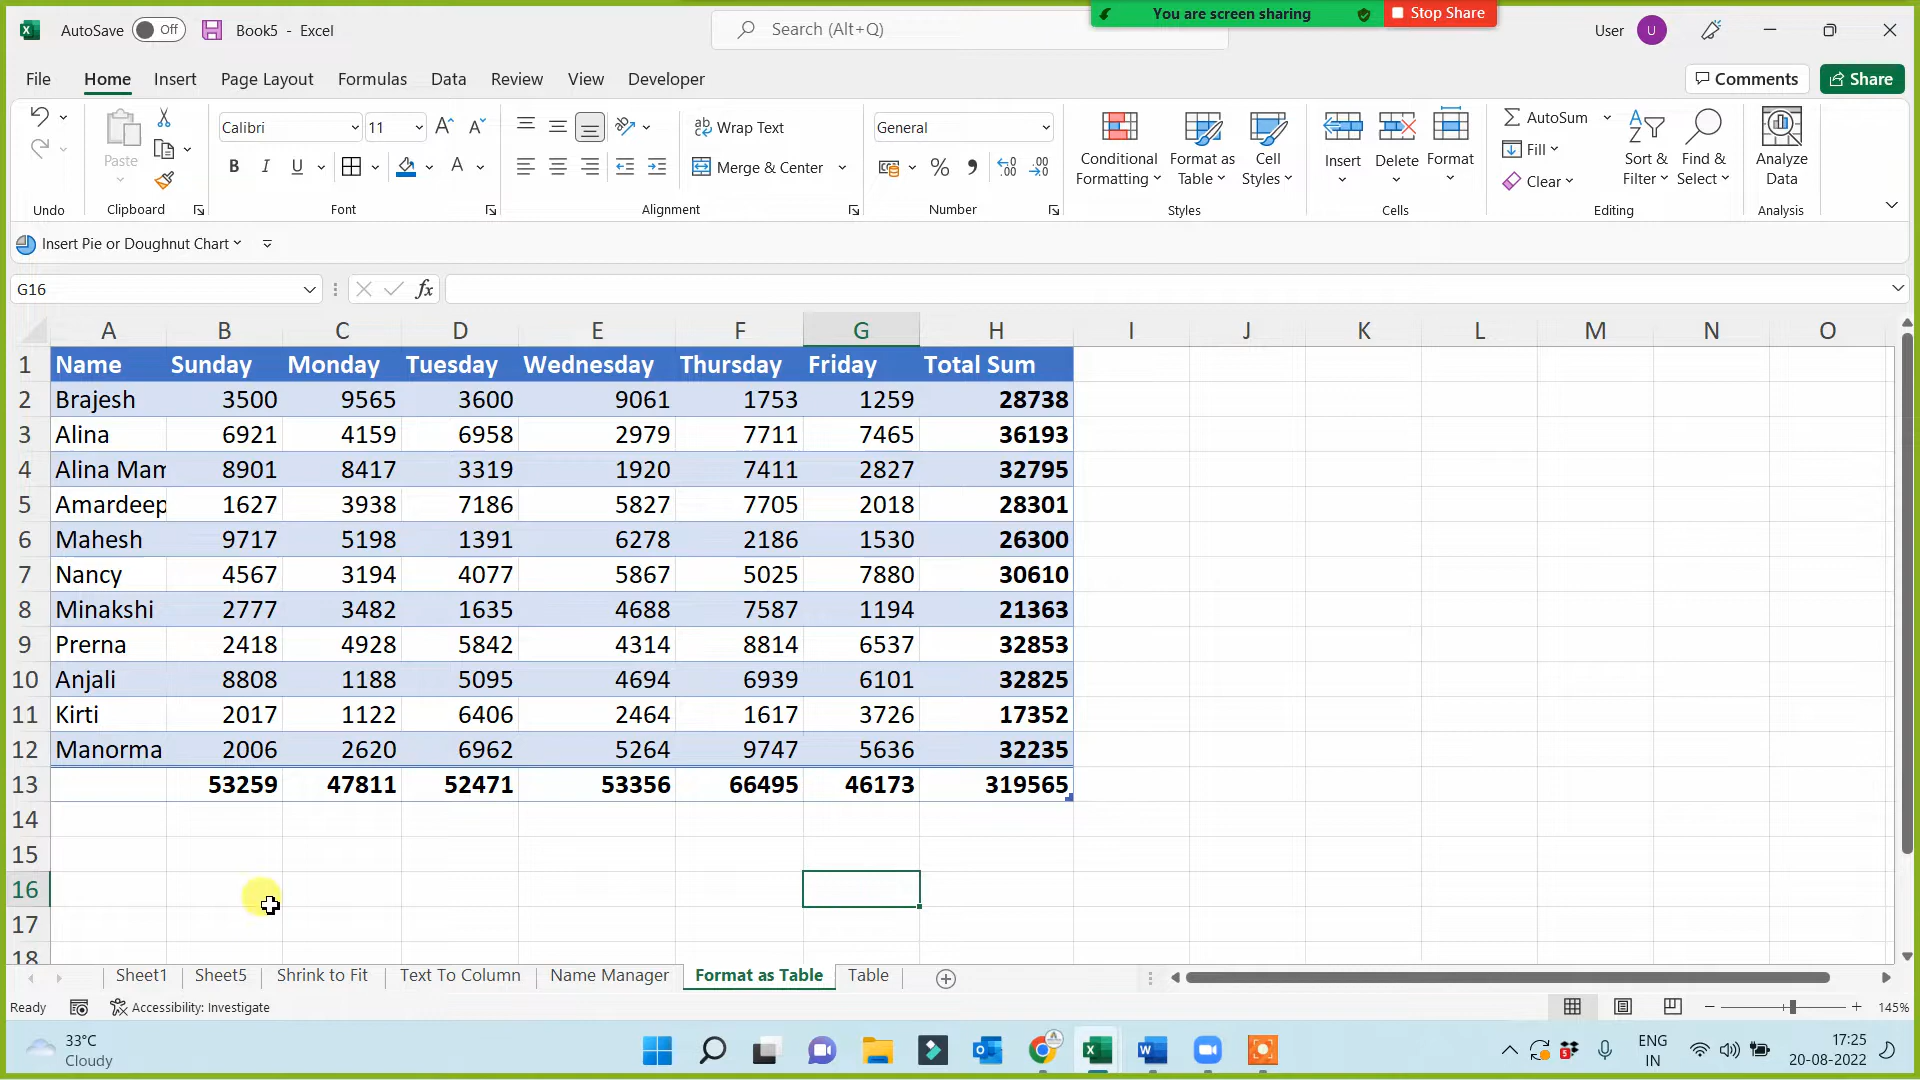 AutoSave Off Book5 - Excel Search (Alt+Q) You are screen sharing Stop Share User U
File Home Insert Page Layout Formulas Data Review View Developer Comments Share
Paste Calibri 11 B I U A Wrap Text Merge & Center General % Conditional Formatting Format as Table Cell Styles Insert Delete Format AutoSum Fill Clear Sort & Filter Find & Select Analyze Data
Undo Clipboard Font Alignment Number Styles Cells Editing Analysis
Insert Pie or Doughnut Chart
G16 fx
A B C D E F G H I J K L M N O
1 Name Sunday Monday Tuesday Wednesday Thursday Friday Total Sum
2 Brajesh 3500 9565 3600 9061 1753 1259 28738
3 Alina 6921 4159 6958 2979 7711 7465 36193
4 Alina Mam 8901 8417 3319 1920 7411 2827 32795
5 Amardeep 1627 3938 7186 5827 7705 2018 28301
6 Mahesh 9717 5198 1391 6278 2186 1530 26300
7 Nancy 4567 3194 4077 5867 5025 7880 30610
8 Minakshi 2777 3482 1635 4688 7587 1194 21363
9 Prerna 2418 4928 5842 4314 8814 6537 32853
10 Anjali 8808 1188 5095 4694 6939 6101 32825
11 Kirti 2017 1122 6406 2464 1617 3726 17352
12 Manorma 2006 2620 6962 5264 9747 5636 32235
13 53259 47811 52471 53356 66495 46173 319565
14
15
16
17
18
Sheet1 Sheet5 Shrink to Fit Text To Column Name Manager Format as Table Table
Ready Accessibility: Investigate 145%
33°C ENG 17:25
Cloudy IN 20-08-2022